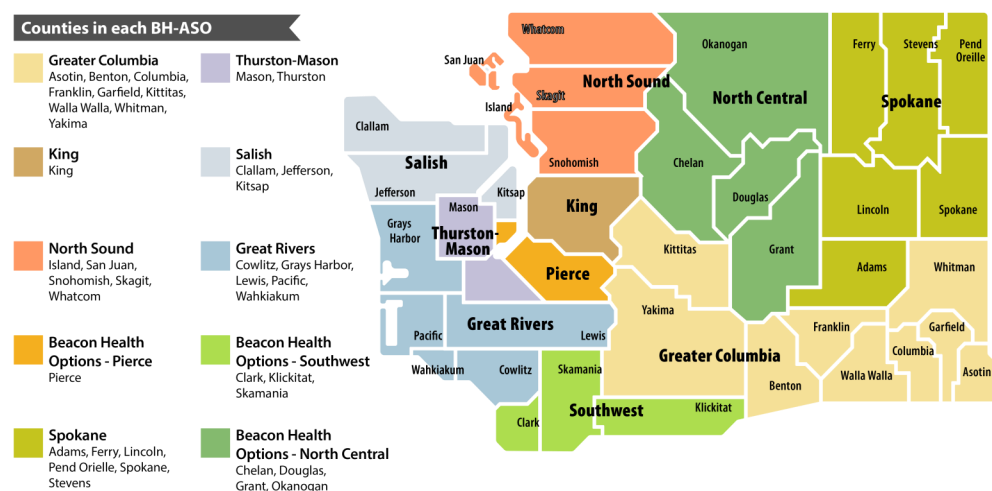 Counties in each BH-ASO
Greater Columbia
Asotin, Benton, Columbia,
Franklin, Garfield, Kittitas,
Walla Walla, Whitman,
Yakima
Thurston-Mason
Mason, Thurston
King
King
Salish
Clallam, Jefferson,
Kitsap
North Sound
Island, San Juan,
Snohomish, Skagit,
Whatcom
Great Rivers
Cowlitz, Grays Harbor,
Lewis, Pacific,
Wahkiakum
Beacon Health
Options - Pierce
Pierce
Beacon Health
Options - Southwest
Clark, Klickitat,
Skamania
Spokane
Adams, Ferry, Lincoln,
Pend Orielle, Spokane,
Stevens
Beacon Health
Options - North Central
Chelan, Douglas,
Grant, Okanogan
Whatcom
San Juan
Skagit
North Sound
Island
Snohomish
Okanogan
North Central
Chelan
Douglas
Grant
Ferry
Stevens
Pend
Oreille
Spokane
Lincoln
Spokane
Adams
Clallam
Salish
Jefferson
Kitsap
Mason
Thurston-
Mason
Grays
Harbor
King
Pierce
Kittitas
Yakima
Greater Columbia
Whitman
Franklin
Garfield
Columbia
Benton
Walla Walla
Asotin
Great Rivers
Pacific
Lewis
Wahkiakum
Cowlitz
Skamania
Southwest
Clark
Klickitat